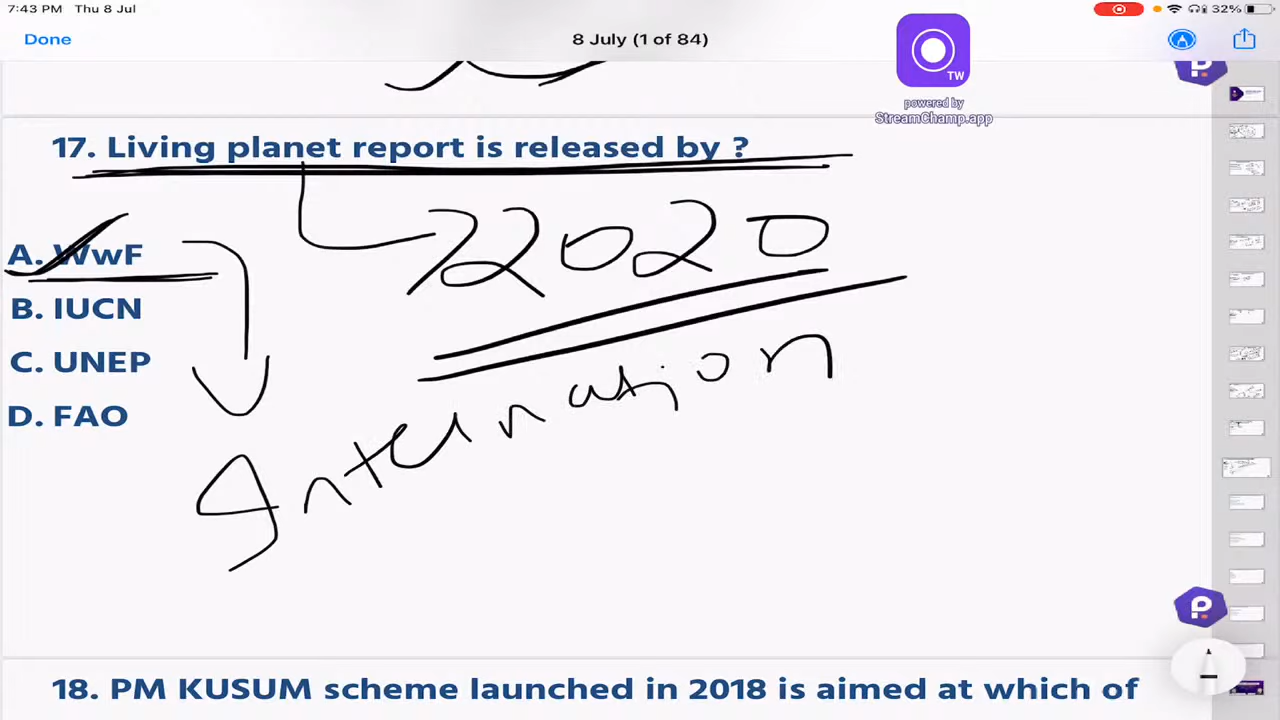 7:43 PM Thu 8 Jul 32%
Done 8 July (1 of 84)
TW
powered by
StreamChamp.app
17. Living planet report is released by ?
2020
A. WwF
B. IUCN
C. UNEP
D. FAO
Internation
18. PM KUSUM scheme launched in 2018 is aimed at which of